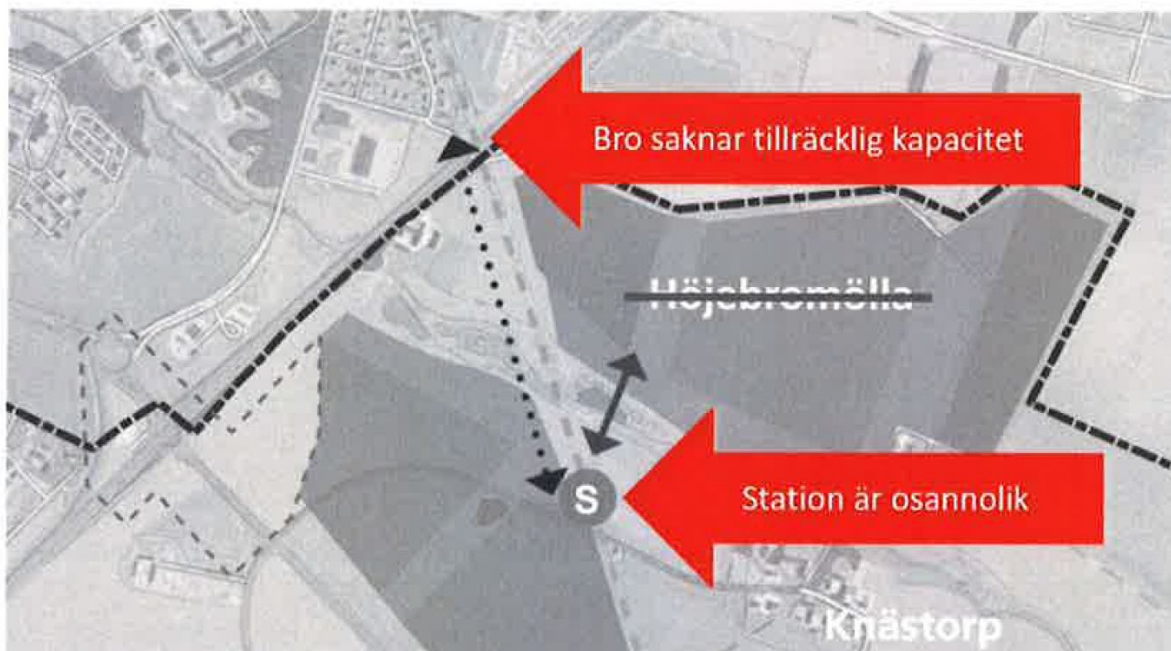 Bro saknar tillräcklig kapacitet
Höjebromölla
S
Station är osannolik
Knästorp